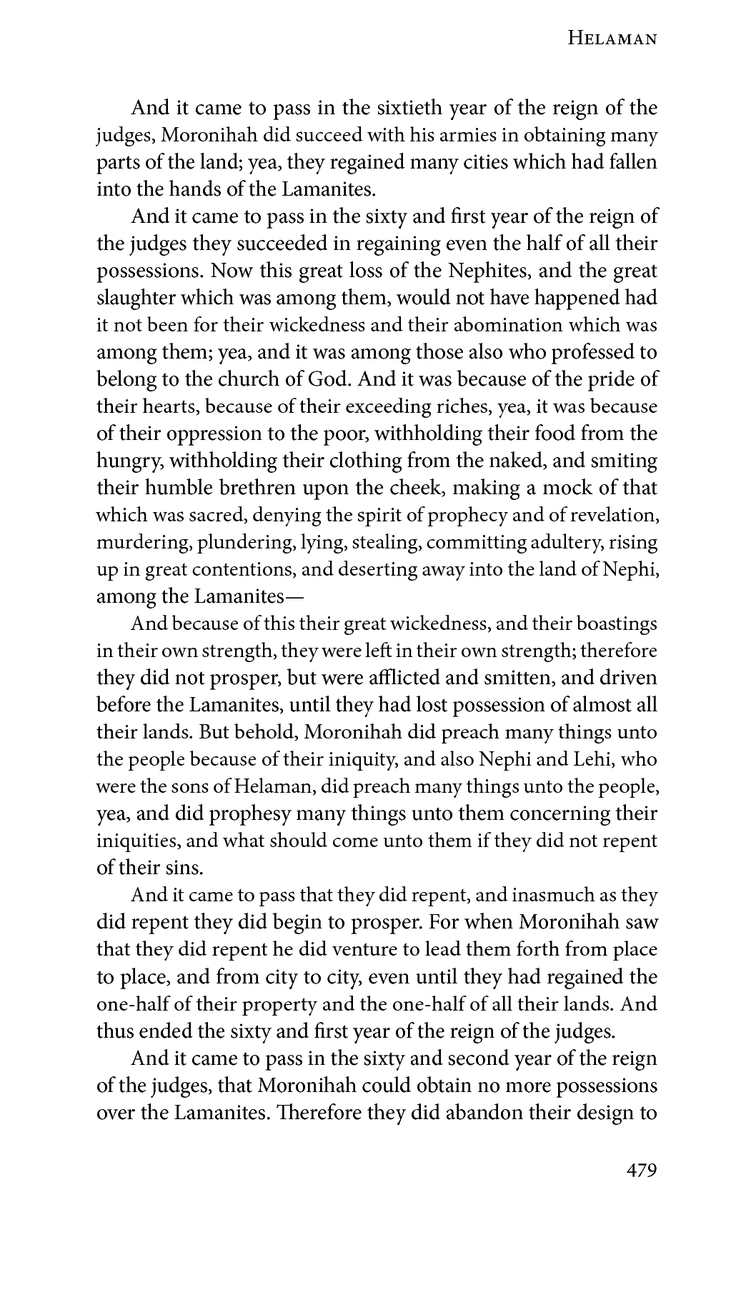 Helaman
And it came to pass in the sixtieth year of the reign of the
judges, Moronihah did succeed with his armies in obtaining many
parts of the land; yea, they regained many cities which had fallen
into the hands of the Lamanites.
And it came to pass in the sixty and first year of the reign of
the judges they succeeded in regaining even the half of all their
possessions. Now this great loss of the Nephites, and the great
slaughter which was among them, would not have happened had
it not been for their wickedness and their abomination which was
among them; yea, and it was among those also who professed to
belong to the church of God. And it was because of the pride of
their hearts, because of their exceeding riches, yea, it was because
of their oppression to the poor, withholding their food from the
hungry, withholding their clothing from the naked, and smiting
their humble brethren upon the cheek, making a mock of that
which was sacred, denying the spirit of prophecy and of revelation,
murdering, plundering, lying, stealing, committing adultery, rising
up in great contentions, and deserting away into the land of Nephi,
among the Lamanites—
And because of this their great wickedness, and their boastings
in their own strength, they were left in their own strength; therefore
they did not prosper, but were afflicted and smitten, and driven
before the Lamanites, until they had lost possession of almost all
their lands. But behold, Moronihah did preach many things unto
the people because of their iniquity, and also Nephi and Lehi, who
were the sons of Helaman, did preach many things unto the people,
yea, and did prophesy many things unto them concerning their
iniquities, and what should come unto them if they did not repent
of their sins.
And it came to pass that they did repent, and inasmuch as they
did repent they did begin to prosper. For when Moronihah saw
that they did repent he did venture to lead them forth from place
to place, and from city to city, even until they had regained the
one-half of their property and the one-half of all their lands. And
thus ended the sixty and first year of the reign of the judges.
And it came to pass in the sixty and second year of the reign
of the judges, that Moronihah could obtain no more possessions
over the Lamanites. Therefore they did abandon their design to
479